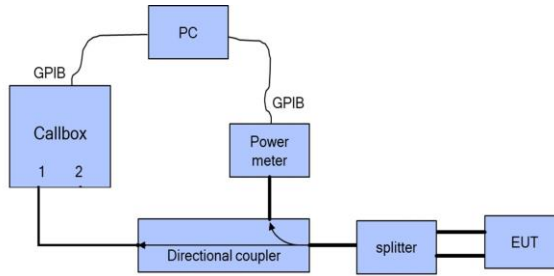 PC
GPIB
GPIB
Callbox
1 2
Power
meter
Directional coupler
splitter
EUT